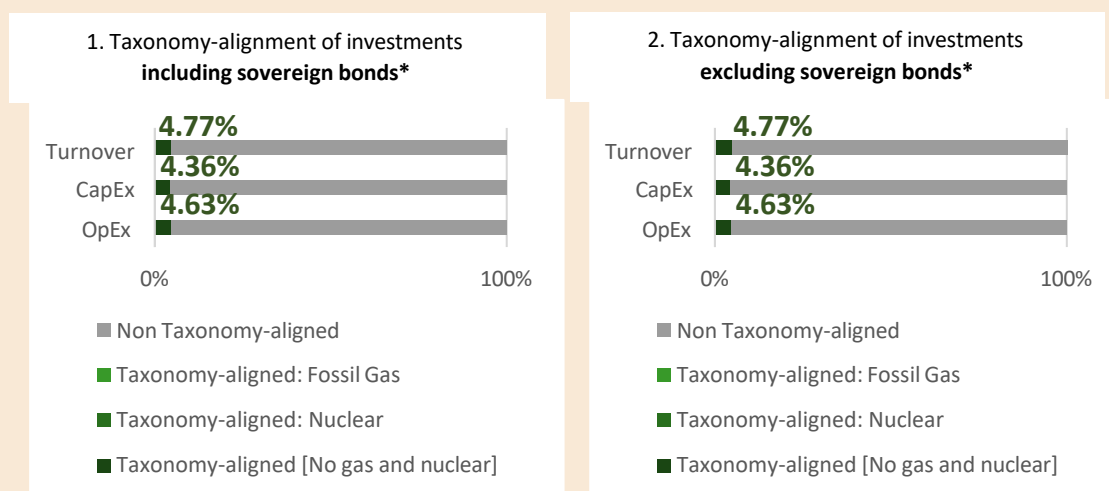 1. Taxonomy-alignment of investments
including sovereign bonds*
4.77%
Turnover
4.36%
CapEx
4.63%
OpEx
0% 100%
Non Taxonomy-aligned
Taxonomy-aligned: Fossil Gas
Taxonomy-aligned: Nuclear
Taxonomy-aligned [No gas and nuclear]
2. Taxonomy-alignment of investments
excluding sovereign bonds*
4.77%
Turnover
4.36%
CapEx
4.63%
OpEx
0% 100%
Non Taxonomy-aligned
Taxonomy-aligned: Fossil Gas
Taxonomy-aligned: Nuclear
Taxonomy-aligned [No gas and nuclear]